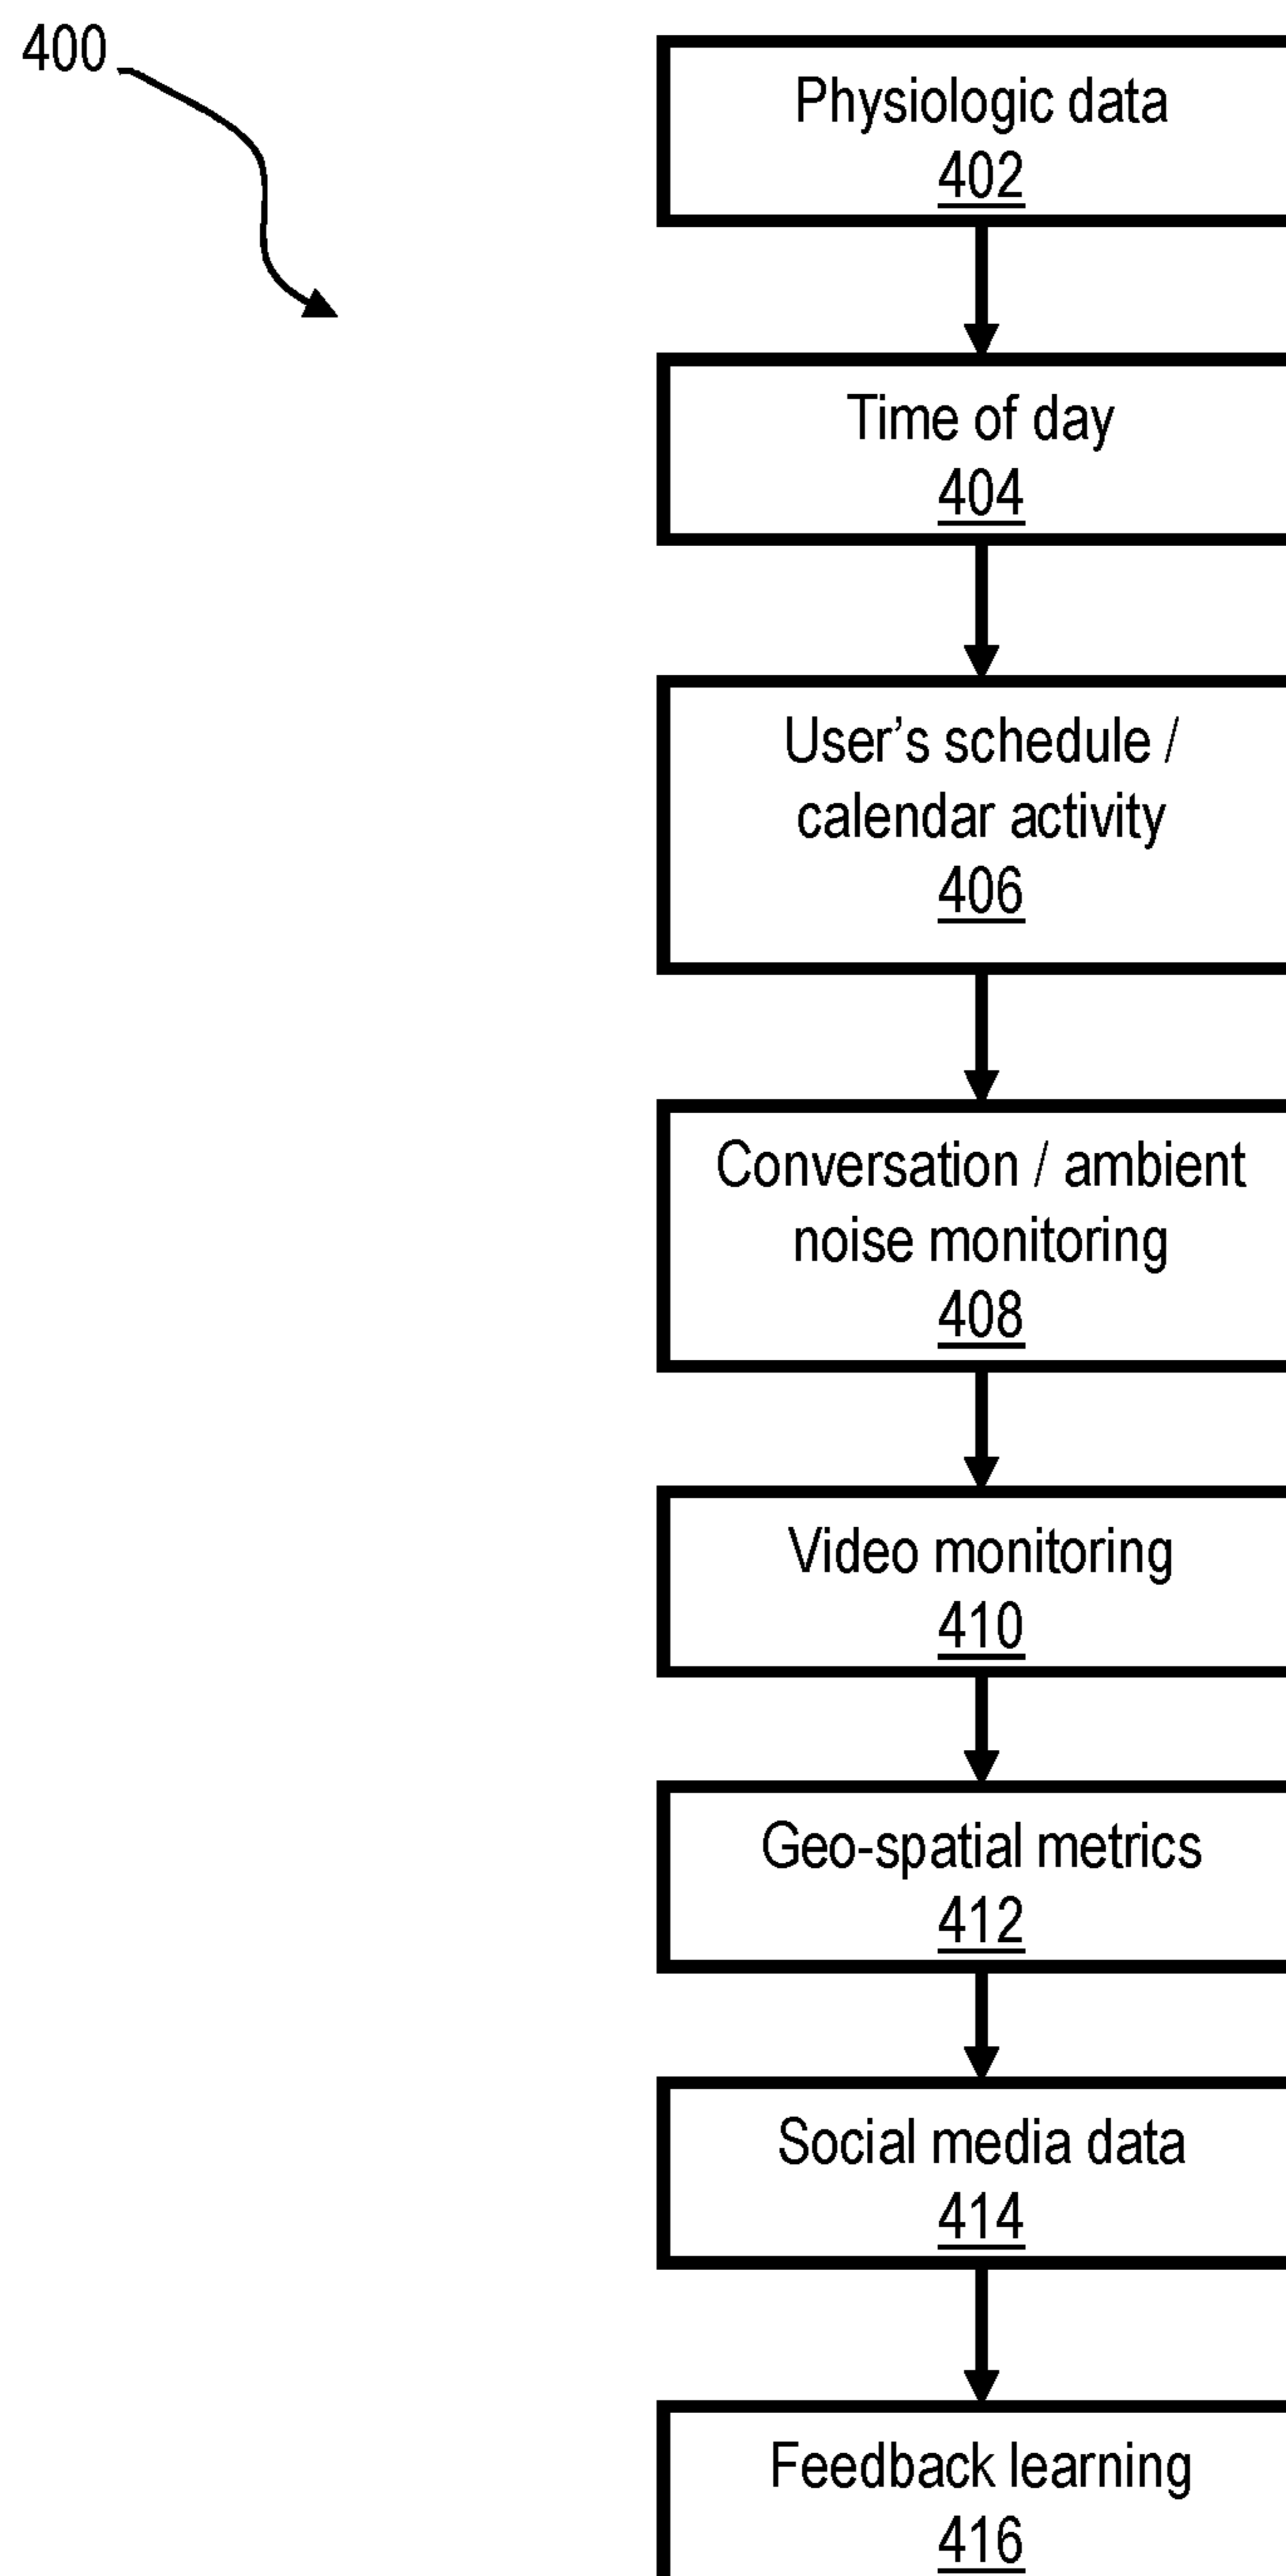 400
Physiologic data
402
Time of day
404
User’s schedule /
calendar activity
406
Conversation / ambient
noise monitoring
408
Video monitoring
410
Geo-spatial metrics
412
Social media data
414
Feedback learning
416